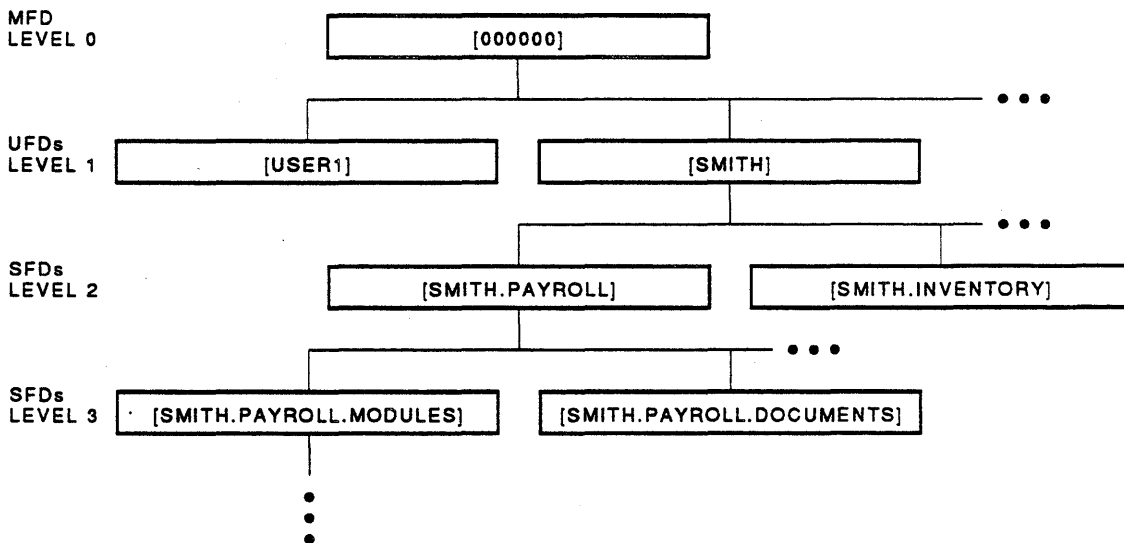 MFD
LEVEL 0
[000000]
UFDs
LEVEL 1
[USER1]
[SMITH]
SFDs
LEVEL 2
[SMITH.PAYROLL]
[SMITH.INVENTORY]
SFDs
LEVEL 3
[SMITH.PAYROLL.MODULES]
[SMITH.PAYROLL.DOCUMENTS]